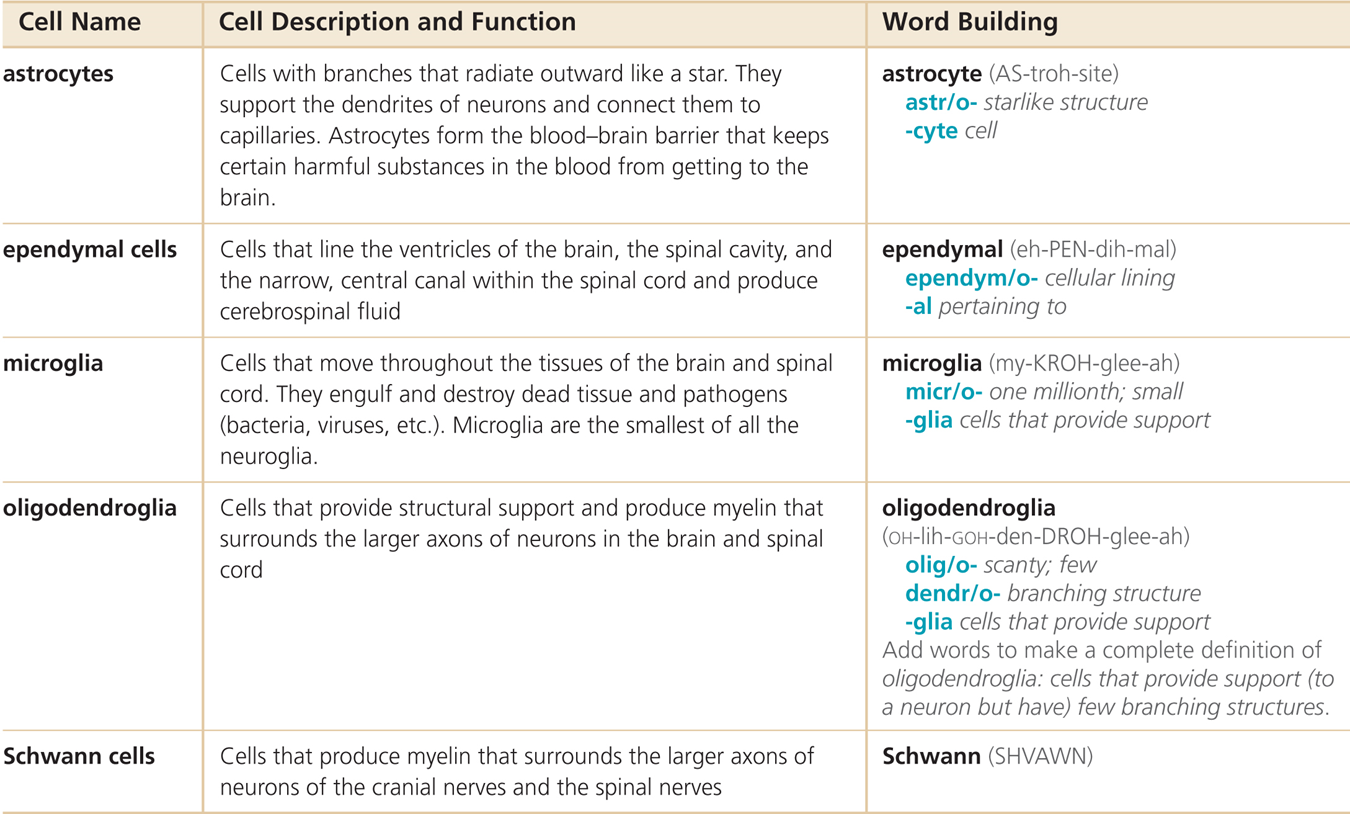 Cell Name
Cell Description and Function
Word Building
astrocytes
Cells with branches that radiate outward like a star. They
support the dendrites of neurons and connect them to
capillaries. Astrocytes form the blood–brain barrier that keeps
certain harmful substances in the blood from getting to the
brain.
astrocyte (AS-troh-site)
astr/o- starlike structure
-cyte cell
ependymal cells
Cells that line the ventricles of the brain, the spinal cavity, and
the narrow, central canal within the spinal cord and produce
cerebrospinal fluid
ependymal (eh-PEN-dih-mal)
ependym/o- cellular lining
-al pertaining to
microglia
Cells that move throughout the tissues of the brain and spinal
cord. They engulf and destroy dead tissue and pathogens
(bacteria, viruses, etc.). Microglia are the smallest of all the
neuroglia.
microglia (my-KROH-glee-ah)
micr/o- one millionth; small
-glia cells that provide support
oligodendroglia
Cells that provide structural support and produce myelin that
surrounds the larger axons of neurons in the brain and spinal
cord
oligodendroglia
(OH-lih-GOH-den-DROH-glee-ah)
olig/o- scanty; few
dendr/o- branching structure
-glia cells that provide support
Add words to make a complete definition of
oligodendroglia: cells that provide support (to
a neuron but have) few branching structures.
Schwann cells
Cells that produce myelin that surrounds the larger axons of
neurons of the cranial nerves and the spinal nerves
Schwann (SHVAWN)